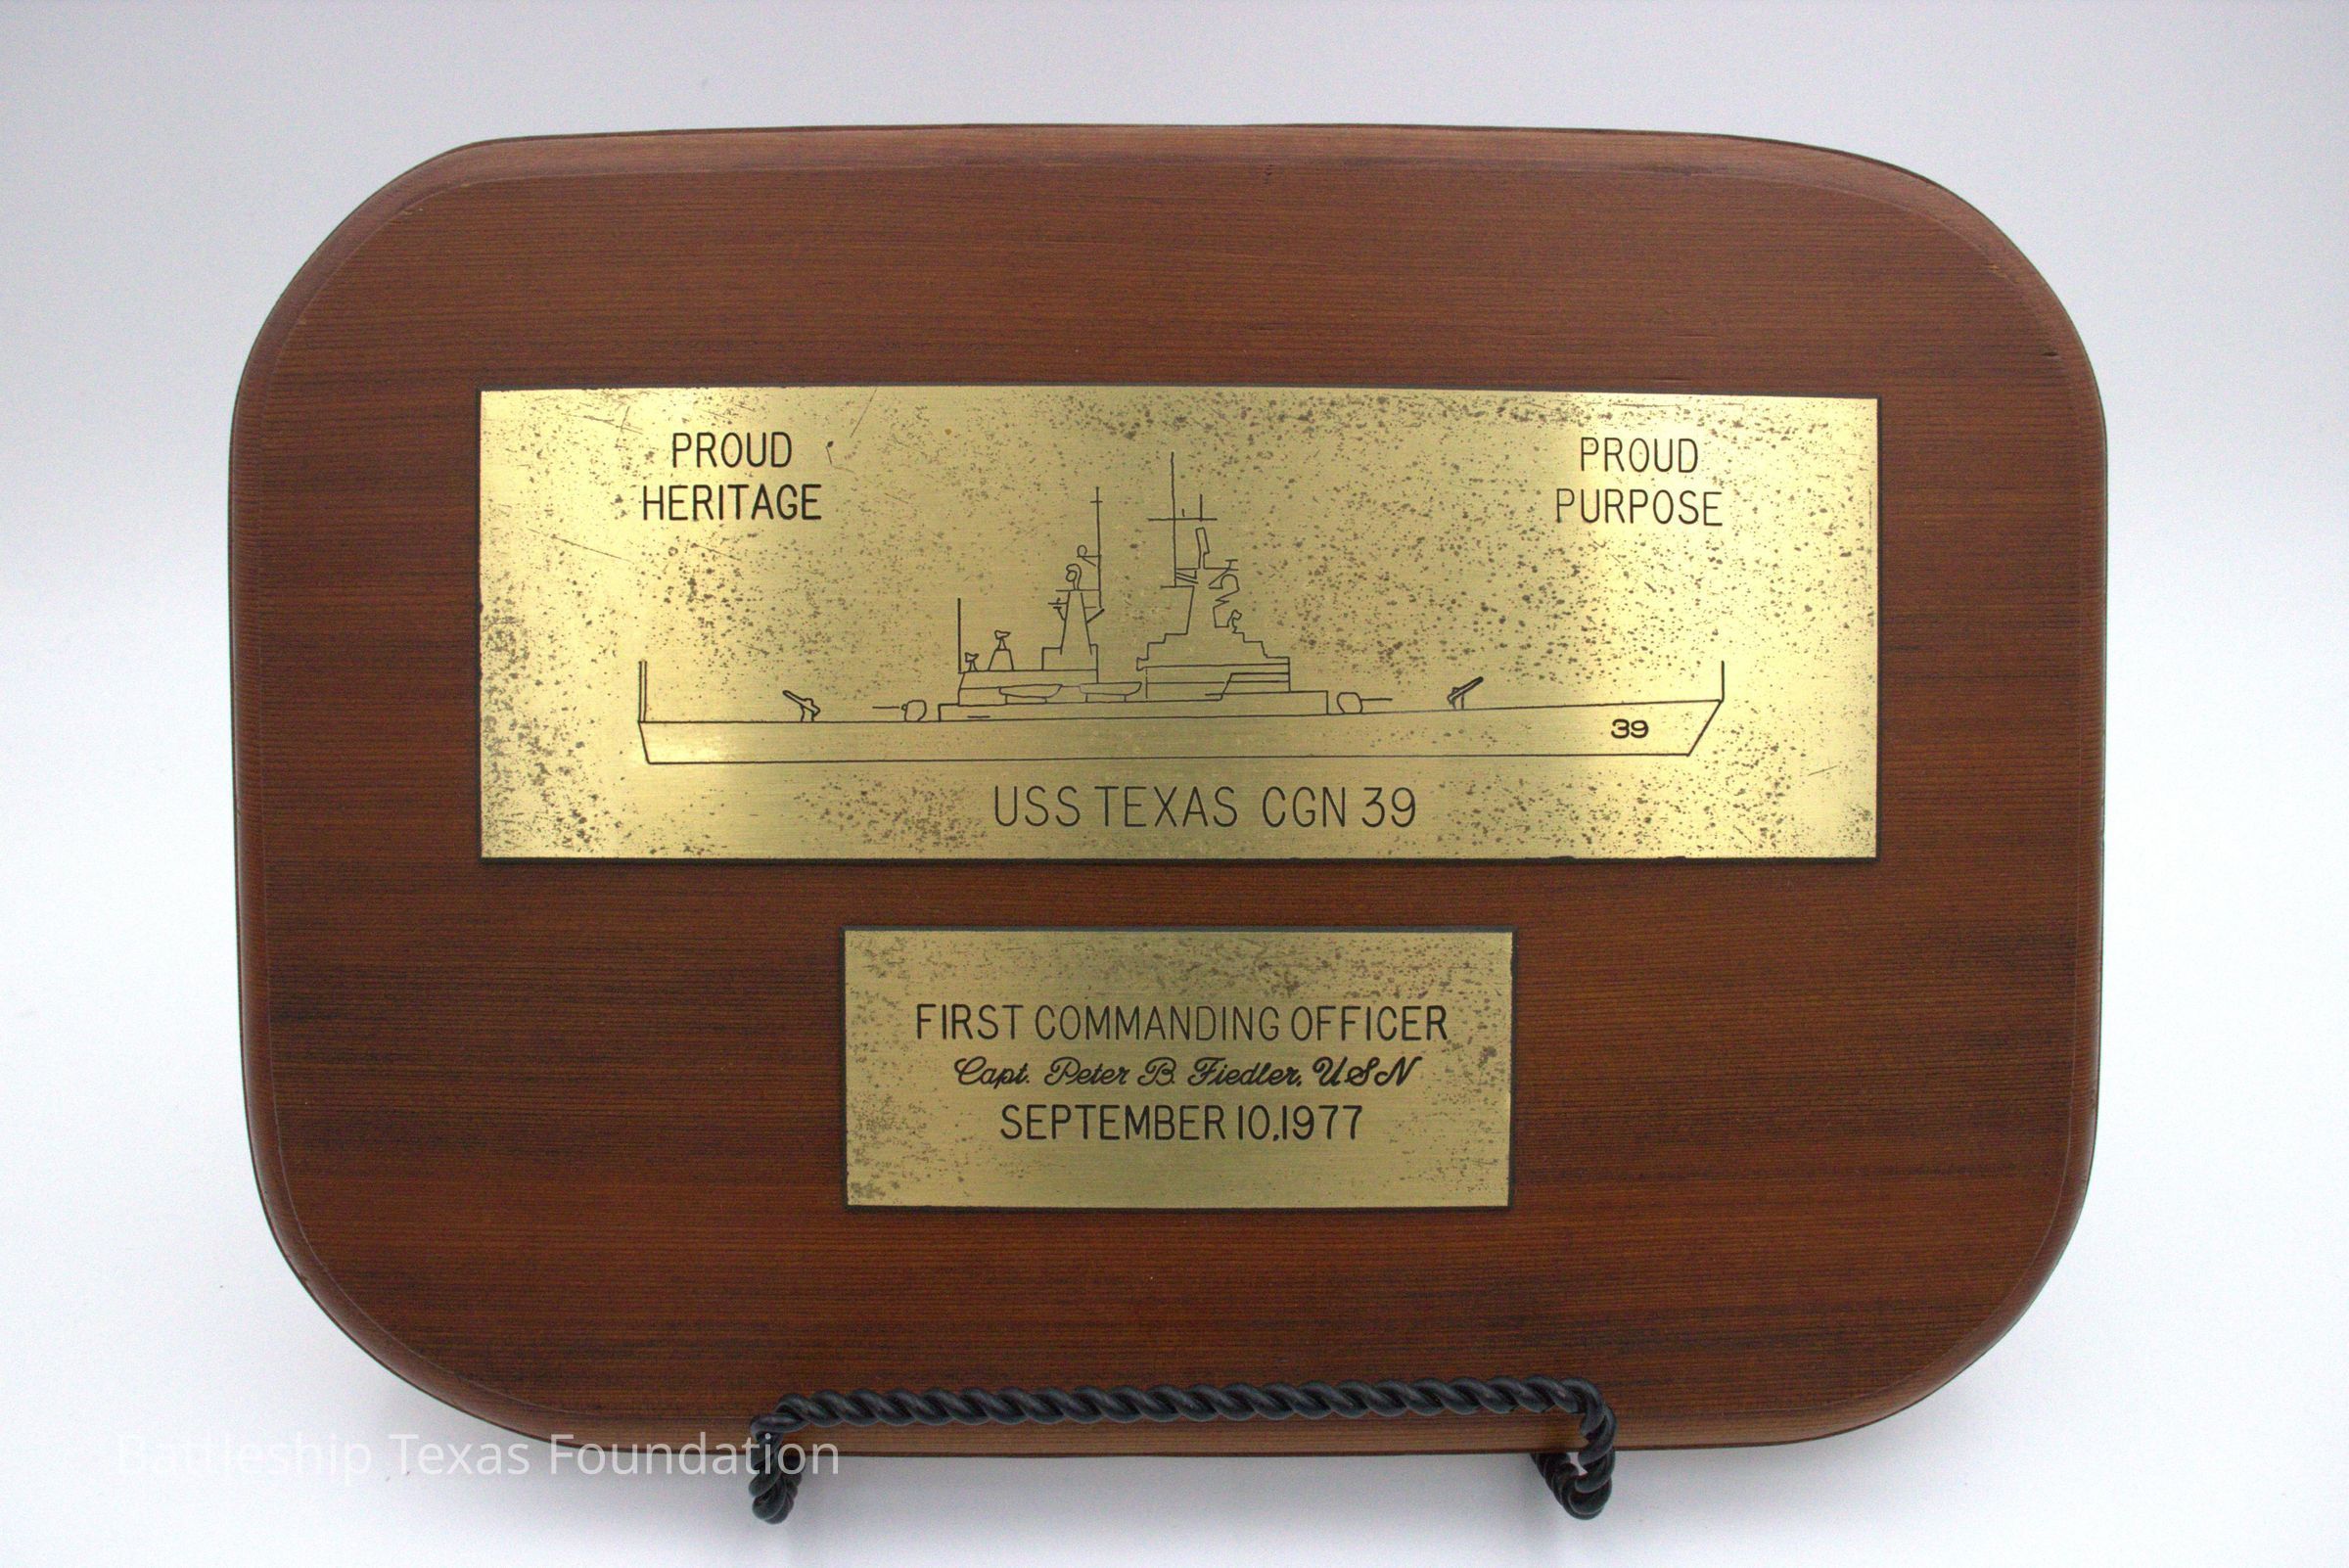 PROUD
HERITAGE
PROUD
PURPOSE
39
USS TEXAS CGN 39
FIRST COMMANDING OFFICER
Capt. Peter B. Fiedler, USN
SEPTEMBER 10,1977
Battleship Texas Foundation